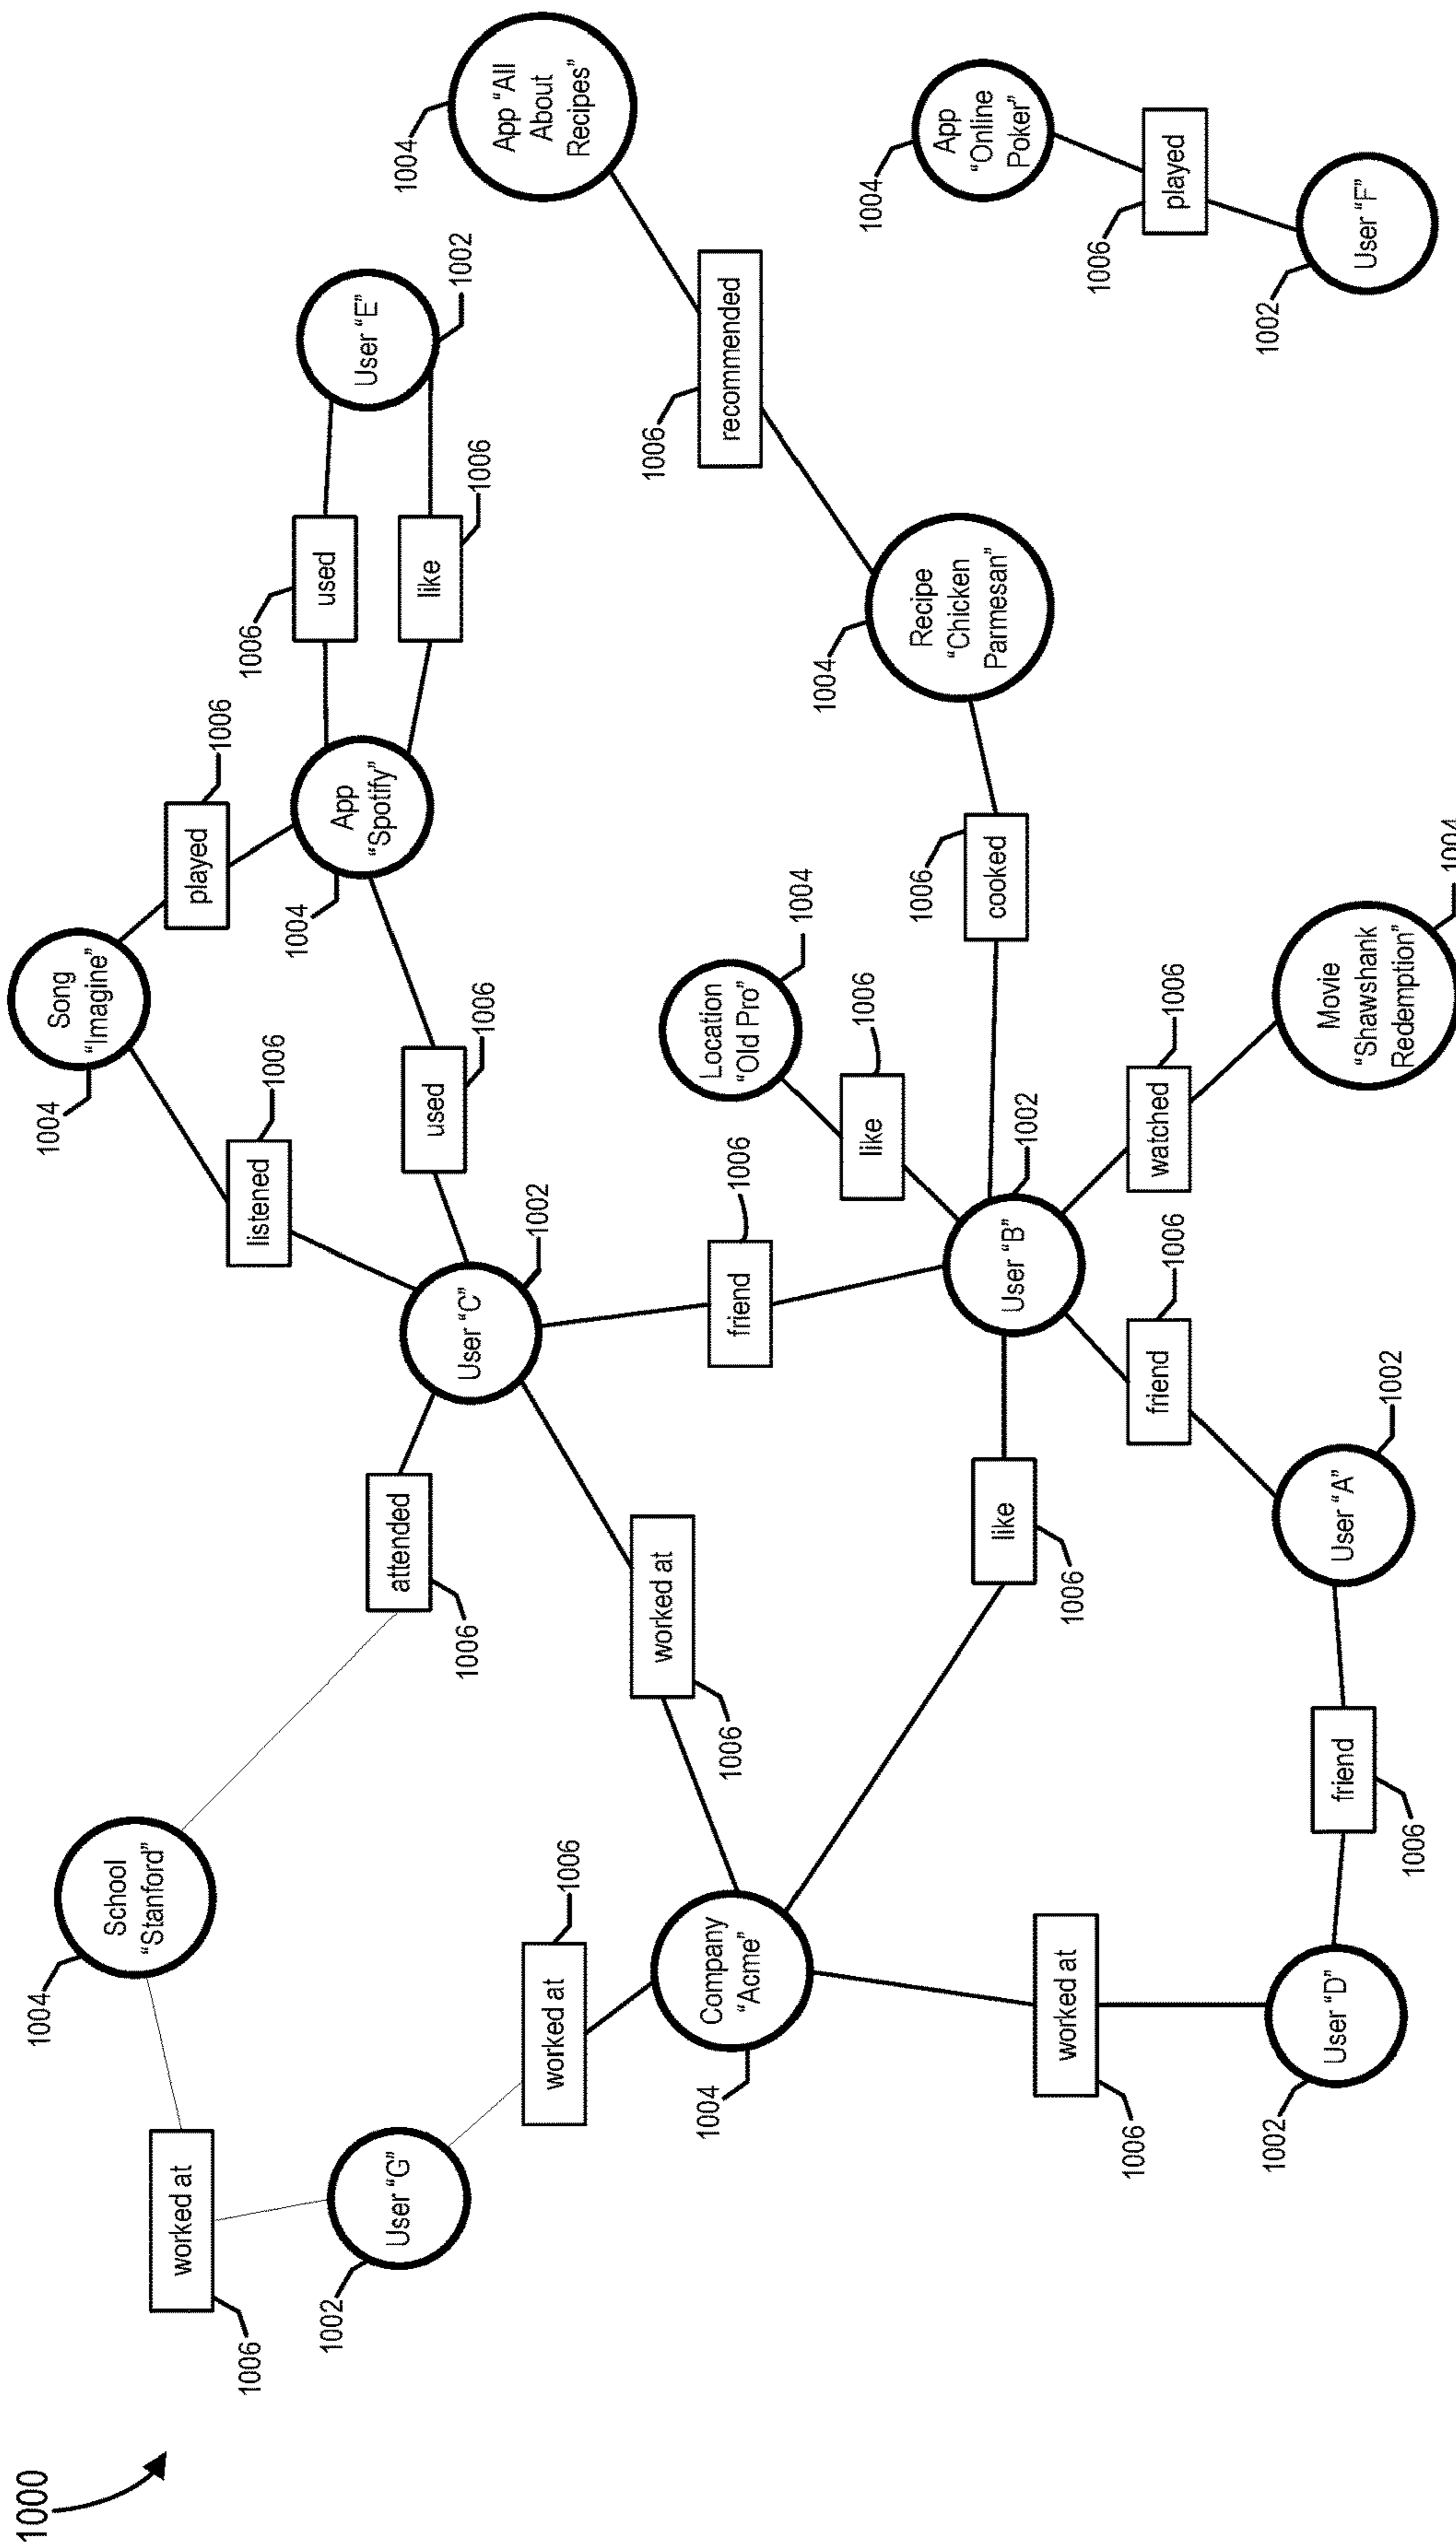 1000
1006
worked at
1004
School
"Stanford"
1002
User "G"
1006
attended
1006
listened
1004
Song
"Imagine"
1006
played
1006
worked at
1006
User "C"
1002
used
1006
1004
App
"Spotify"
1006
used
like
1006
User "E"
1002
1004
Company
"Acme"
worked at
1006
friend
1006
Location
"Old Pro"
1004
like
1006
1004
App "All
About
Recipes"
1006
recommended
1006
worked at
like
1006
User "B"
1002
1006
cooked
1004
Recipe
"Chicken
Parmesan"
1004
App
"Online
Poker"
1006
played
friend
1006
watched
1006
1002
User "D"
friend
1006
User "A"
1002
Movie
"Shawshank
Redemption"
1004
1002
User "F"